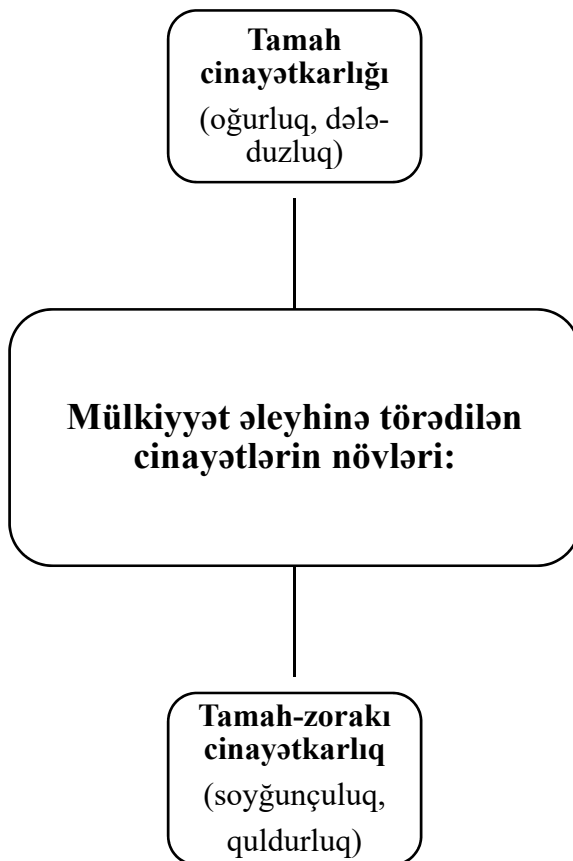 Tamah
cinayətkarlığı
(oğurluq, dələ-
duzluq)
Mülkiyyət əleyhinə törədilən
cinayətlərin növləri:
Tamah-zorakı
cinayətkarlıq
(soyğunçuluq,
quldurluq)